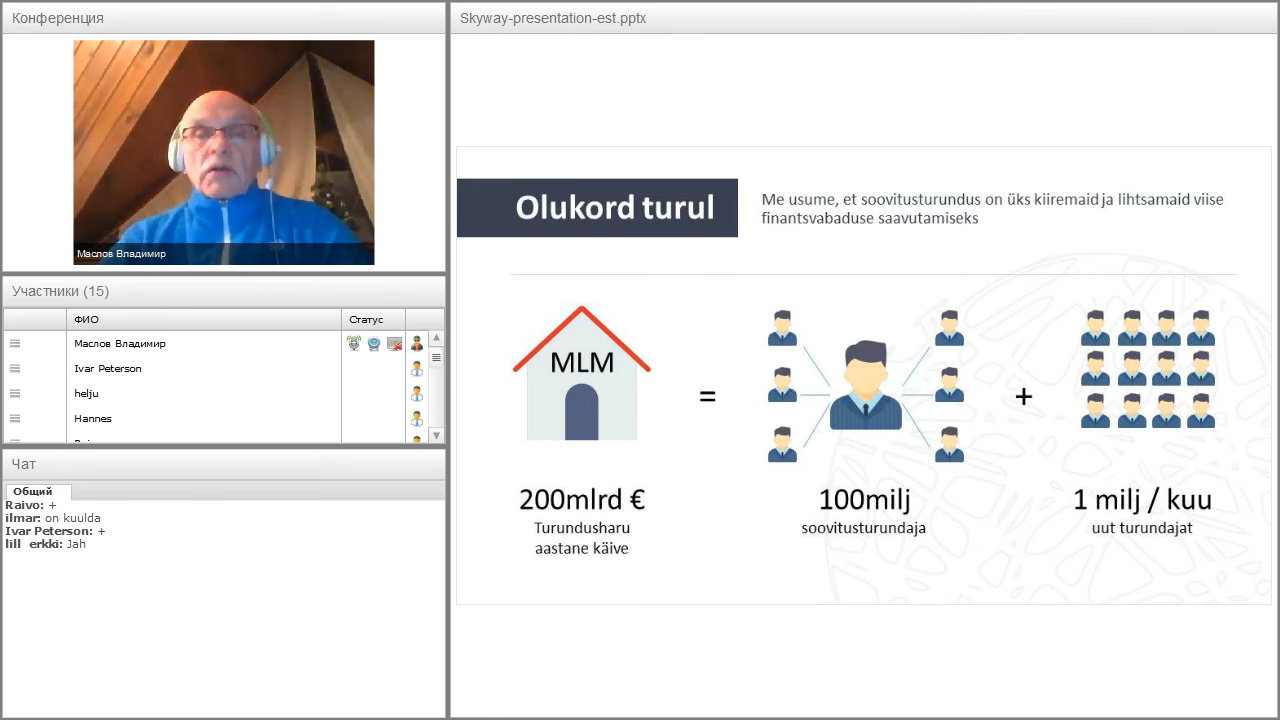 Конференция
Маслов Владимир
Участники (15)
ФИО
Статус
Маслов Владимир
Ivar Peterson
helju
Hannes
Чат
Общий
Raivo: +
ilmar: on kuulda
Ivar Peterson: +
lill erkki: Jah
Skyway-presentation-est.pptx
Olukord turul
Me usume, et soovitusturundus on üks kiiremaid ja lihtsamaid viise
finantsvabaduse saavutamiseks
MLM
=
+
200mlrd €
Turundusharu
aastane käive
100milj
soovitusturundajat
1 milj / kuu
uut turundajat